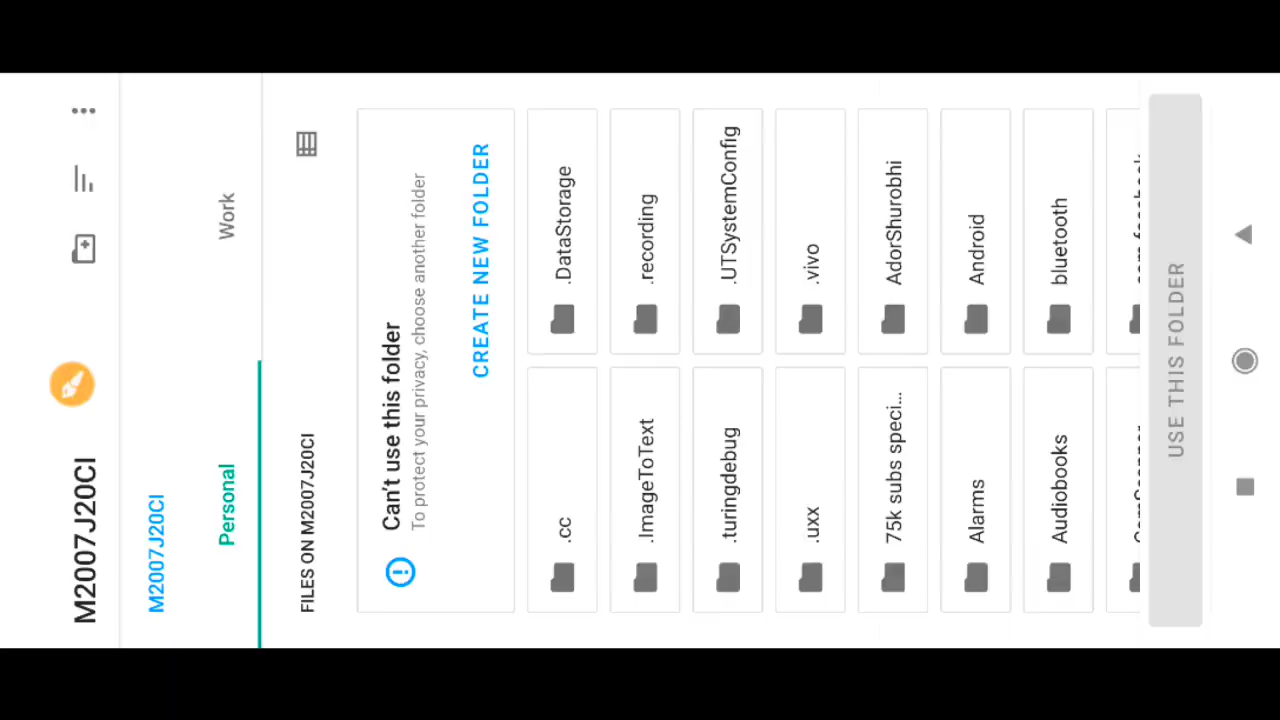 M2007J20CI
M2007J20CI
Personal
Work
FILES ON M2007J20CI
Can't use this folder
To protect your privacy, choose another folder
CREATE NEW FOLDER
.cc
.DataStorage
.ImageToText
.recording
.turingdebug
.UTSystemConfig
.uxx
.vivo
75k subs speci...
AdorShurobhi
Alarms
Android
Audiobooks
bluetooth
USE THIS FOLDER